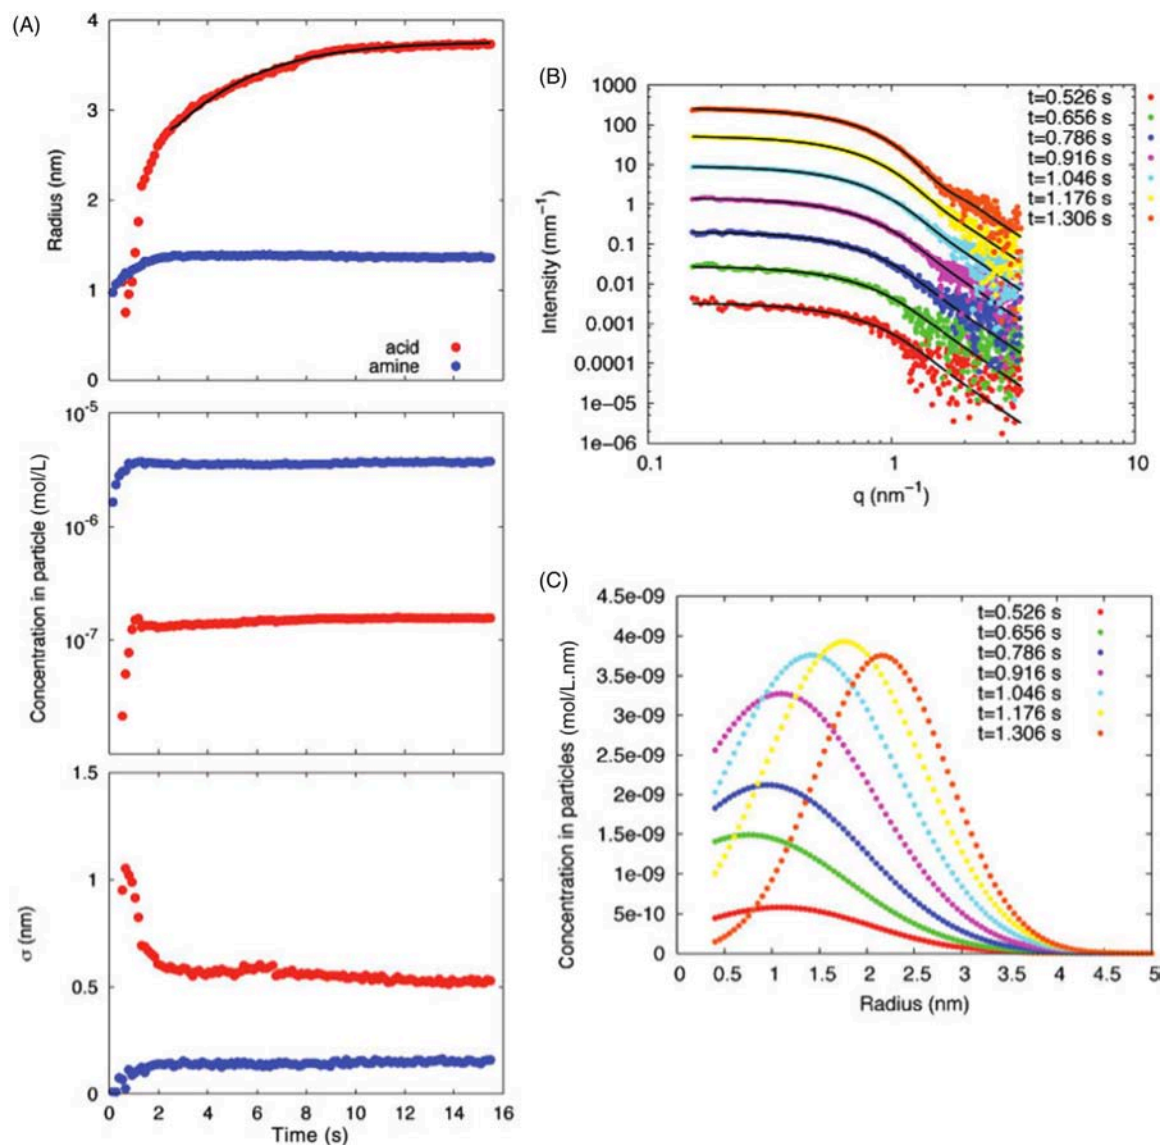 (A)
4
3
2
1
0
Radius (nm)
acid
amine
10-5
10-6
10-7
Concentration in particle (mol/L)
1.5
1
0.5
0
σ (nm)
0 2 4 6 8 10 12 14 16
Time (s)
(B)
1000
100
10
1
0.1
0.01
0.001
0.0001
1e-05
1e-06
Intensity (mm−1)
t=0.526 s
t=0.656 s
t=0.786 s
t=0.916 s
t=1.046 s
t=1.176 s
t=1.306 s
0.1 1 10
q (nm−1)
(C)
4.5e-09
4e-09
3.5e-09
3e-09
2.5e-09
2e-09
1.5e-09
1e-09
5e-10
0
Concentration in particles (mol/L.nm)
t=0.526 s
t=0.656 s
t=0.786 s
t=0.916 s
t=1.046 s
t=1.176 s
t=1.306 s
0 0.5 1 1.5 2 2.5 3 3.5 4 4.5 5
Radius (nm)